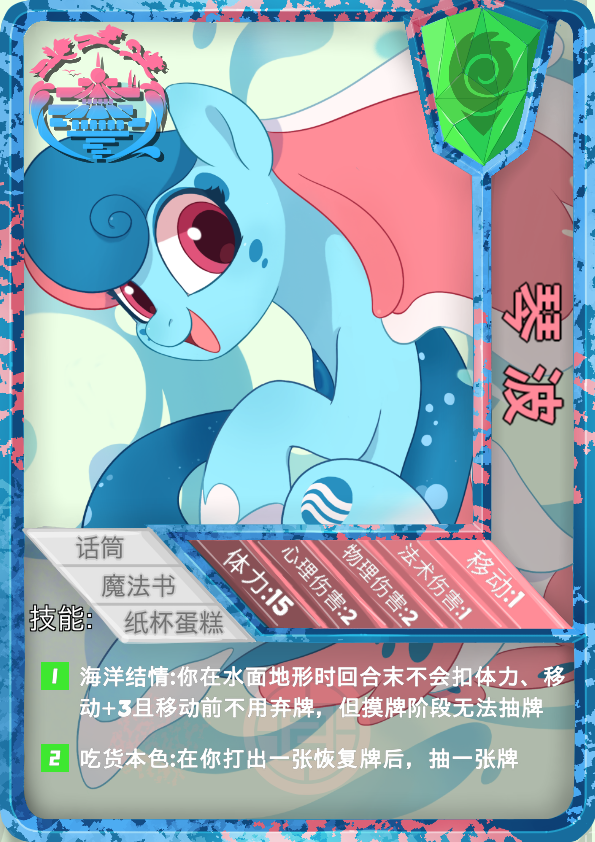 琴波
话筒
魔法书
纸杯蛋糕
体力:15
心理伤害:2
物理伤害:2
法术伤害:1
移动:1
技能:
1 海洋结情:你在水面地形时回合末不会扣体力、移
动+3且移动前不用弃牌，但摸牌阶段无法抽牌
2 吃货本色:在你打出一张恢复牌后，抽一张牌